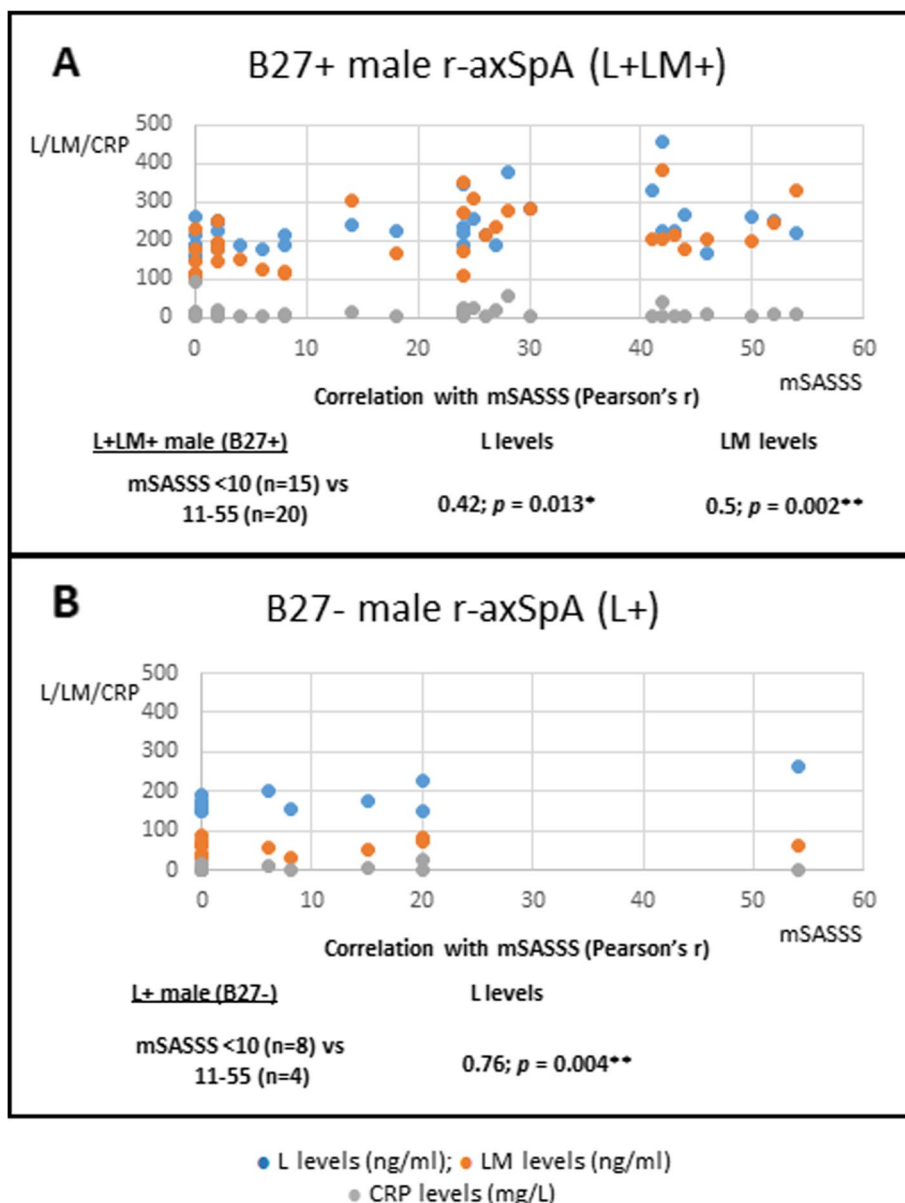 A
B27+ male r-axSpA (L+LM+)
L/LM/CRP
500
400
300
200
100
0
0 10 20 30 40 50 60
mSASSS
Correlation with mSASSS (Pearson's r)
L+LM+ male (B27+) L levels LM levels
mSASSS <10 (n=15) vs
11-55 (n=20)
0.42; p = 0.013* 0.5; p = 0.002**
B
B27- male r-axSpA (L+)
L/LM/CRP
500
400
300
200
100
0
0 10 20 30 40 50 60
mSASSS
Correlation with mSASSS (Pearson's r)
L+ male (B27-) L levels
mSASSS <10 (n=8) vs
11-55 (n=4)
0.76; p = 0.004**
L levels (ng/ml); LM levels (ng/ml)
CRP levels (mg/L)